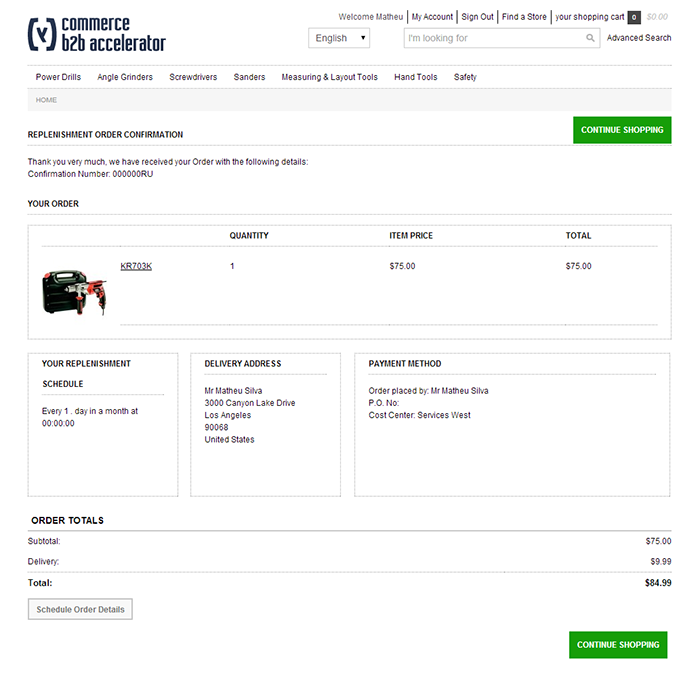 commerce
b2b accelerator
Welcome Matheu My Account Sign Out Find a Store your shopping cart 0 $0.00
English I'm looking for Advanced Search
Power Drills Angle Grinders Screwdrivers Sanders Measuring & Layout Tools Hand Tools Safety
HOME
REPLENISHMENT ORDER CONFIRMATION
CONTINUE SHOPPING
Thank you very much, we have received your Order with the following details:
Confirmation Number: 000000RU
YOUR ORDER
QUANTITY ITEM PRICE TOTAL
KR703K 1 $75.00 $75.00
YOUR REPLENISHMENT
SCHEDULE
Every 1 . day in a month at
00:00:00
DELIVERY ADDRESS
Mr Matheu Silva
3000 Canyon Lake Drive
Los Angeles
90068
United States
PAYMENT METHOD
Order placed by: Mr Matheu Silva
P.O. No:
Cost Center: Services West
ORDER TOTALS
Subtotal: $75.00
Delivery: $9.99
Total: $84.99
Schedule Order Details
CONTINUE SHOPPING